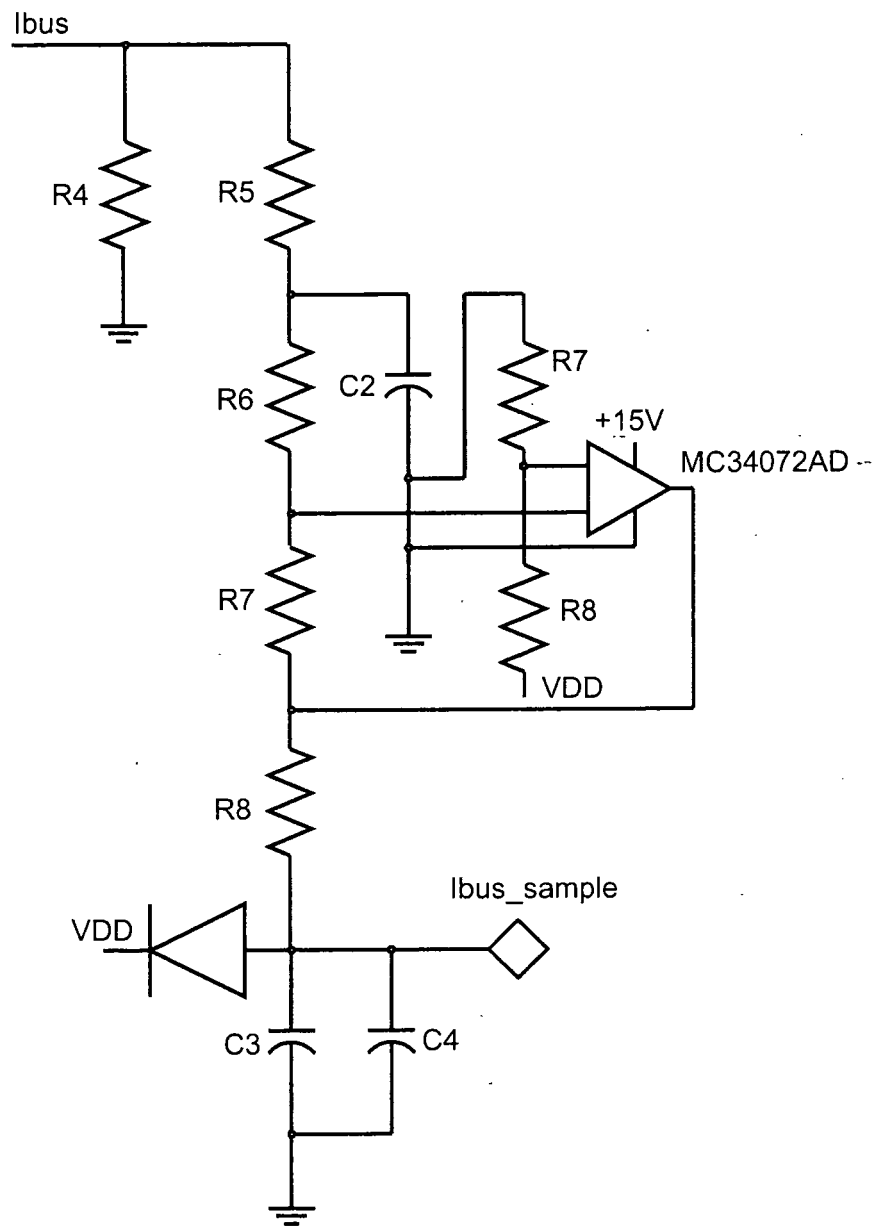 Ibus
R4
R5
R6
C2
R7
+15V
MC34072AD
R7
R8
VDD
R8
Ibus_sample
VDD
C3
C4